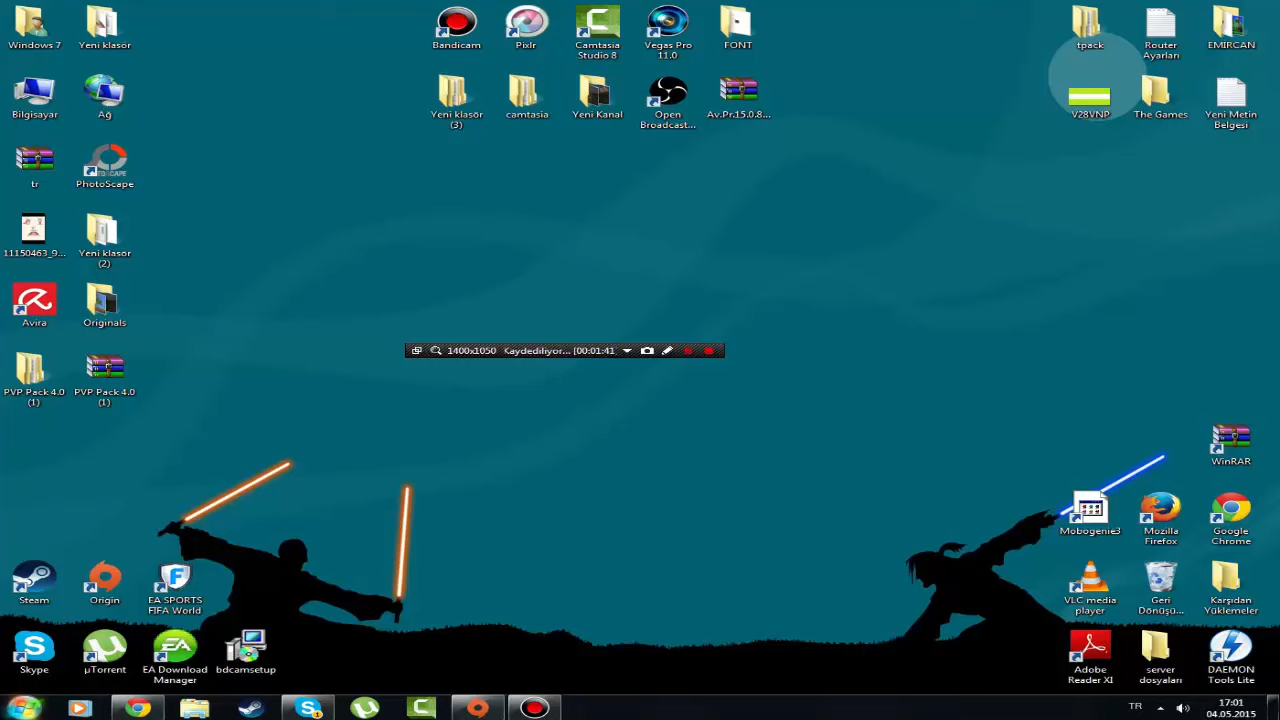 Windows 7
Yeni klasör
Bandicam
Pixlr
Camtasia
Studio 8
Vegas Pro
11.0
FONT
tpack
Router
Ayarları
EMIRCAN
Bilgisayar
Ağ
Yeni klasör
(3)
camtasia
Yeni Kanal
Open
Broadcast...
Av.Pr.15.0.8...
V28VNP
The Games
Yeni Metin
Belgesi
tr
PhotoScape
11150463_9...
Yeni klasör
(2)
Avira
Originals
1400x1050 Kaydediliyor... [00:01:41]
PVP Pack 4.0
(1)
PVP Pack 4.0
(1)
WinRAR
Mobogenie3
Mozilla
Firefox
Google
Chrome
Steam
Origin
EA SPORTS
FIFA World
VLC media
player
Geri
Dönüşü...
Karşıdan
Yüklemeler
Skype
µTorrent
EA Download
Manager
bdcamsetup
Adobe
Reader XI
server
dosyaları
DAEMON
Tools Lite
TR
17:01
04.05.2015